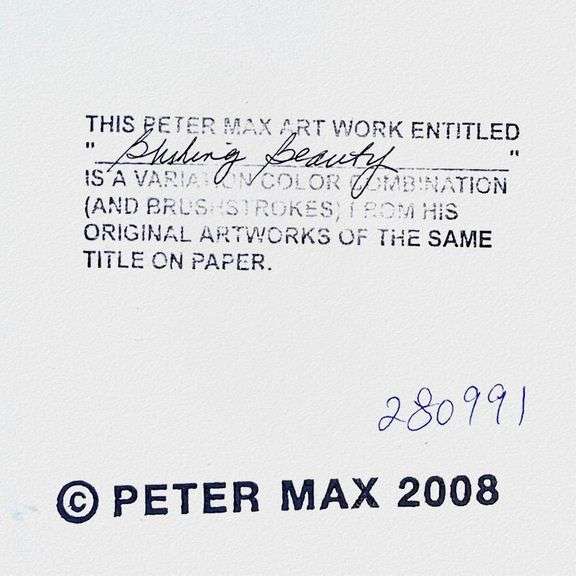 THIS PETER MAX ART WORK ENTITLED
" Blushing Beauty "
IS A VARIATION COLOR COMBINATION
(AND BRUSHSTROKES) FROM HIS
ORIGINAL ARTWORKS OF THE SAME
TITLE ON PAPER.
280991
© PETER MAX 2008